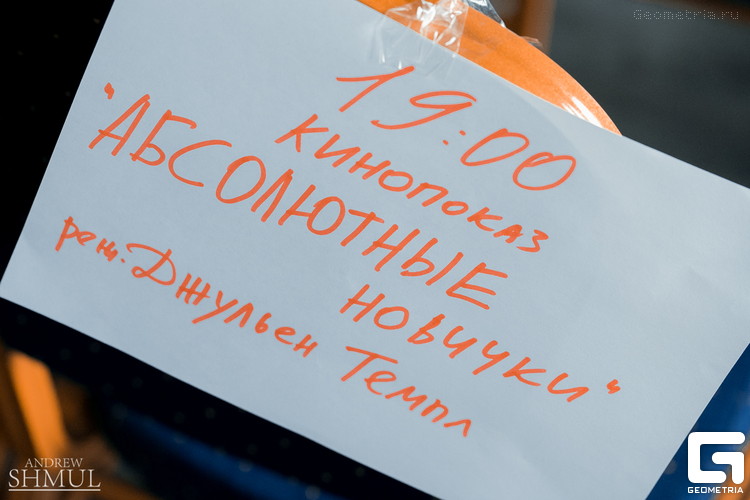 Geometria.ru
19:00
КИНОПОКАЗ
"АБСОЛЮТНЫЕ
НОВИЧКИ"
реж. Джульен Темпл
ANDREW
SHMUL
GEOMETRIA